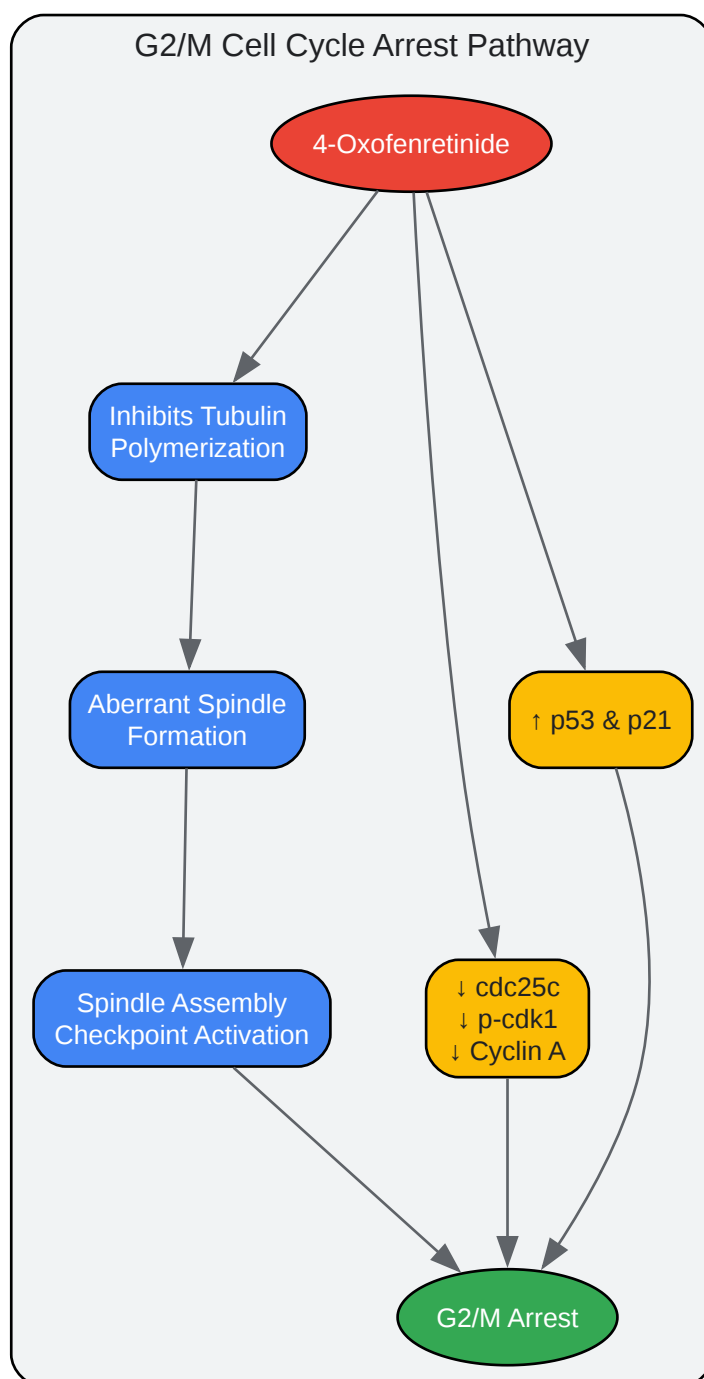 G2/M Cell Cycle Arrest Pathway
4-Oxofenretinide
Inhibits Tubulin
Polymerization
Aberrant Spindle
Formation
↑ p53 & p21
Spindle Assembly
Checkpoint Activation
↓ cdc25c
↓ p-cdk1
↓ Cyclin A
G2/M Arrest